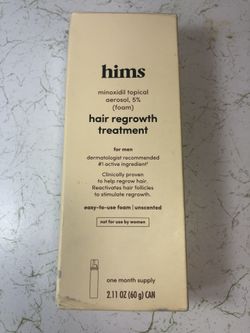 hims
minoxidil topical
aerosol, 5%
(foam)
hair regrowth
treatment
for men
dermatologist recommended
#1 active ingredient†
Clinically proven
to help regrow hair.
Reactivates hair follicles
to stimulate regrowth.
easy-to-use foam | unscented
not for use by women
one month supply
2.11 OZ (60 g) CAN